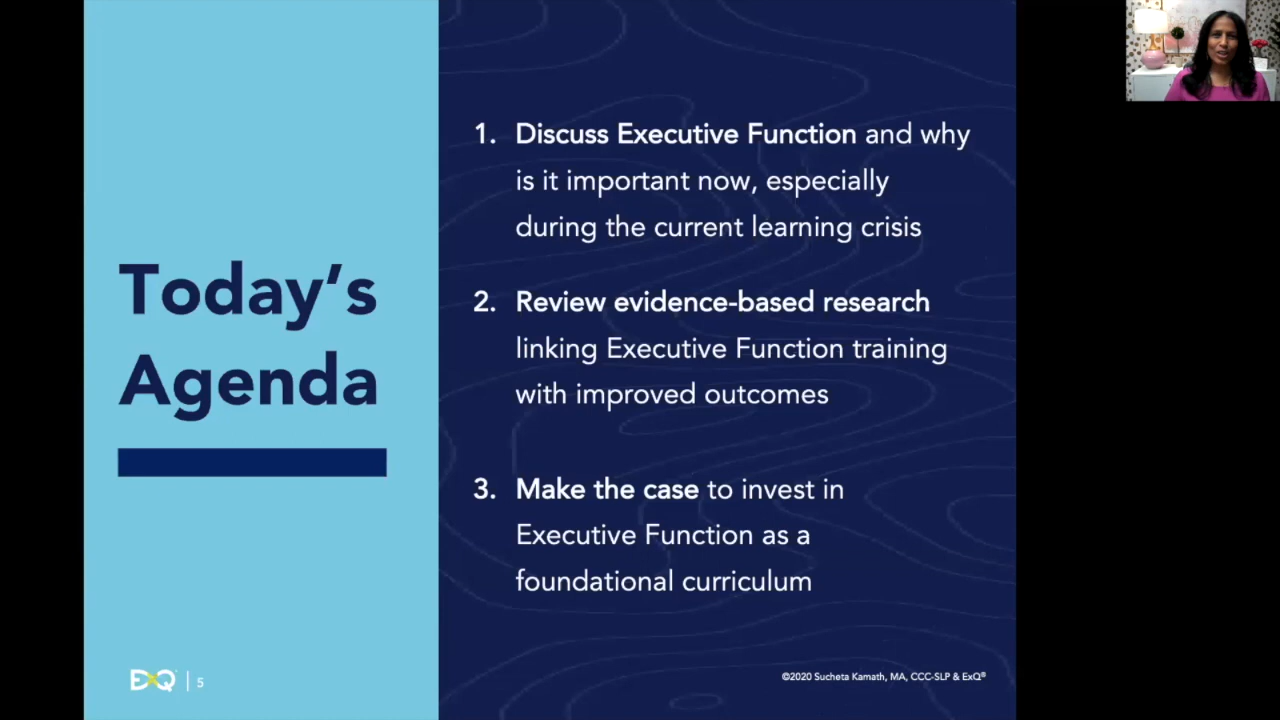 Today's
Agenda
1. Discuss Executive Function and why
is it important now, especially
during the current learning crisis
2. Review evidence-based research
linking Executive Function training
with improved outcomes
3. Make the case to invest in
Executive Function as a
foundational curriculum
ExQ | 5
©2020 Sucheta Kamath, MA, CCC-SLP & ExQ®